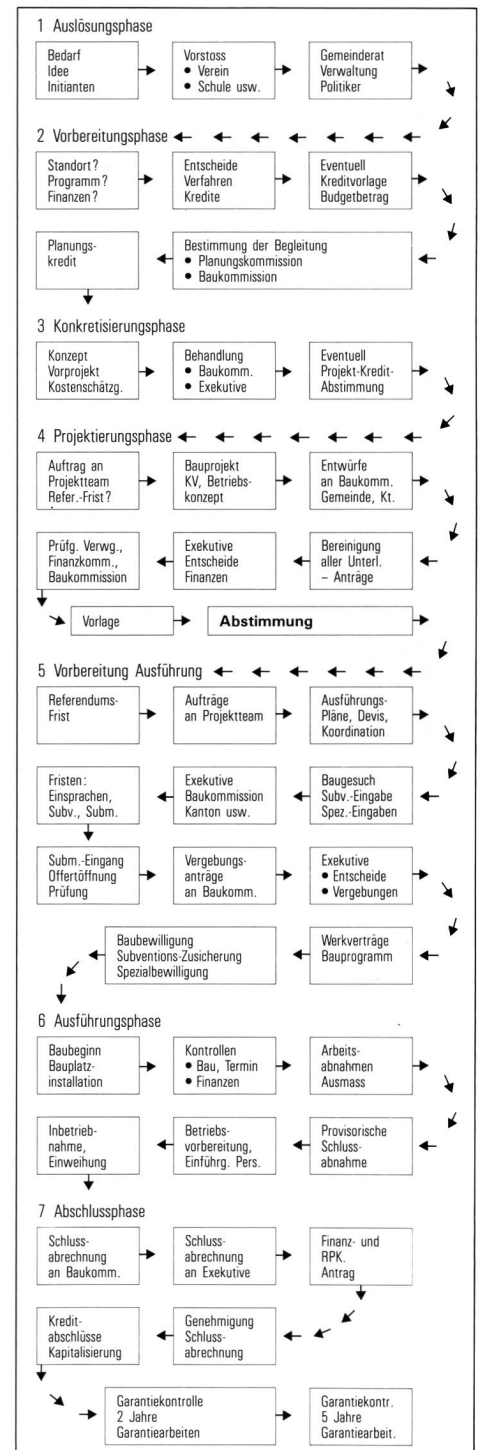 1 Auslösungsphase
Bedarf
Idee
Initianten
Vorstoss
• Verein
• Schule usw.
Gemeinderat
Verwaltung
Politiker
2 Vorbereitungsphase
Standort?
Programm?
Finanzen?
Entscheide
Verfahren
Kredite
Eventuell
Kreditvorlage
Budgetbetrag
Planungs-
kredit
Bestimmung der Begleitung
• Planungskommission
• Baukommission
3 Konkretisierungsphase
Konzept
Vorprojekt
Kostenschätzg.
Behandlung
• Baukomm.
• Exekutive
Eventuell
Projekt-Kredit-
Abstimmung
4 Projektierungsphase
Auftrag an
Projektteam
Refer.-Frist?
Bauprojekt
KV, Betriebs-
konzept
Entwürfe
an Baukomm.
Gemeinde, Kt.
Prüfg. Verwg.,
Finanzkomm.,
Baukommission
Exekutive
Entscheide
Finanzen
Bereinigung
aller Unterl.
– Anträge
Vorlage
Abstimmung
5 Vorbereitung Ausführung
Referendums-
Frist
Aufträge
an Projektteam
Ausführungs-
Pläne, Devis,
Koordination
Fristen:
Einsprachen,
Subv., Subm.
Exekutive
Baukommission
Kanton usw.
Baugesuch
Subv.-Eingabe
Spez.-Eingaben
Subm.-Eingang
Offertöffnung
Prüfung
Vergebungs-
anträge
an Baukomm.
Exekutive
• Entscheide
• Vergebungen
Baubewilligung
Subventions-Zusicherung
Spezialbewilligung
Werkverträge
Bauprogramm
6 Ausführungsphase
Baubeginn
Bauplatz-
installation
Kontrollen
• Bau, Termin
• Finanzen
Arbeits-
abnahmen
Ausmass
Inbetrieb-
nahme,
Einweihung
Betriebs-
vorbereitung,
Einführg. Pers.
Provisorische
Schluss-
abnahme
7 Abschlussphase
Schluss-
abrechnung
an Baukomm.
Schluss-
abrechnung
an Exekutive
Finanz- und
RPK.
Antrag
Kredit-
abschlüsse
Kapitalisierung
Genehmigung
Schluss-
abrechnung
Garantiekontrolle
2 Jahre
Garantiearbeiten
Garantiekontr.
5 Jahre
Garantiearbeit.